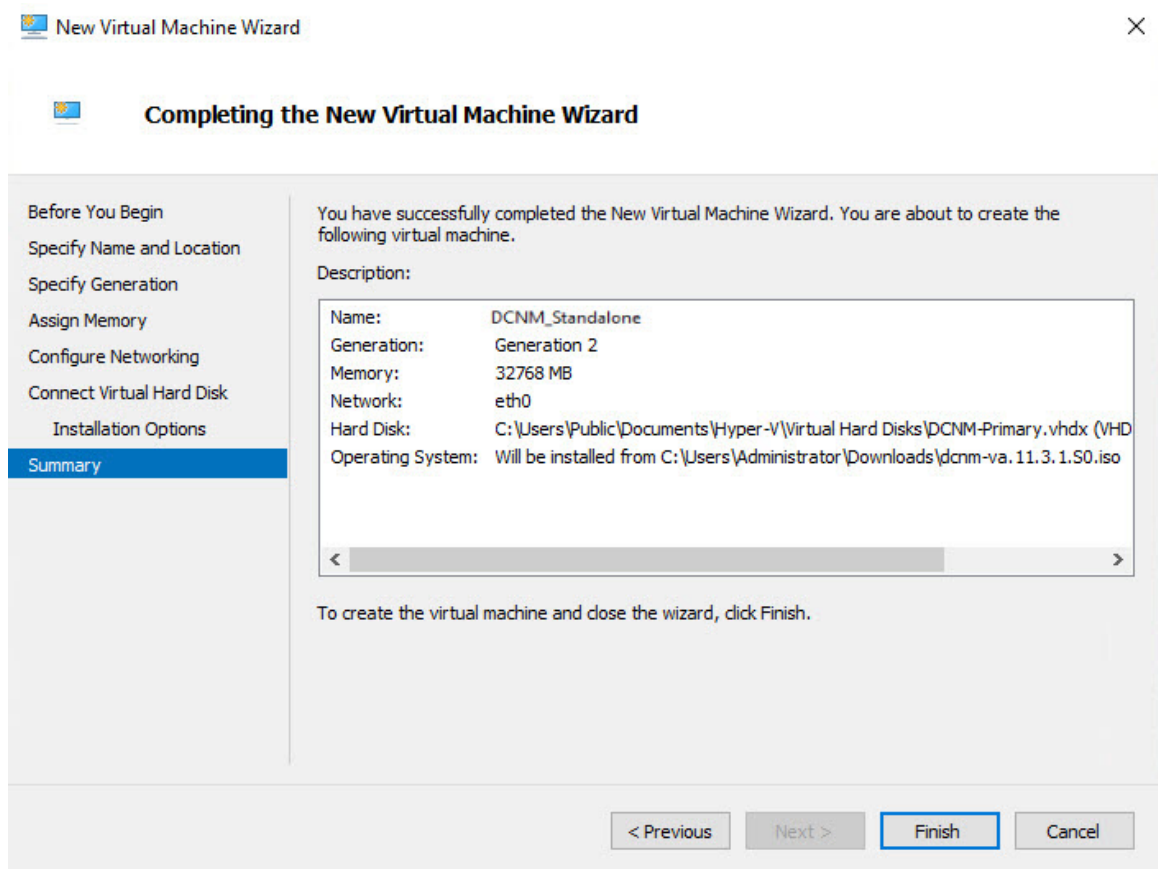 New Virtual Machine Wizard
Completing the New Virtual Machine Wizard
Before You Begin
Specify Name and Location
Specify Generation
Assign Memory
Configure Networking
Connect Virtual Hard Disk
Installation Options
Summary
You have successfully completed the New Virtual Machine Wizard. You are about to create the
following virtual machine.
Description:
Name: DCNM_Standalone
Generation: Generation 2
Memory: 32768 MB
Network: eth0
Hard Disk: C:\Users\Public\Documents\Hyper-V\Virtual Hard Disks\DCNM-Primary.vhdx (VHD
Operating System: Will be installed from C:\Users\Administrator\Downloads\dcnm-va.11.3.1.S0.iso
To create the virtual machine and close the wizard, click Finish.
< Previous
Next >
Finish
Cancel